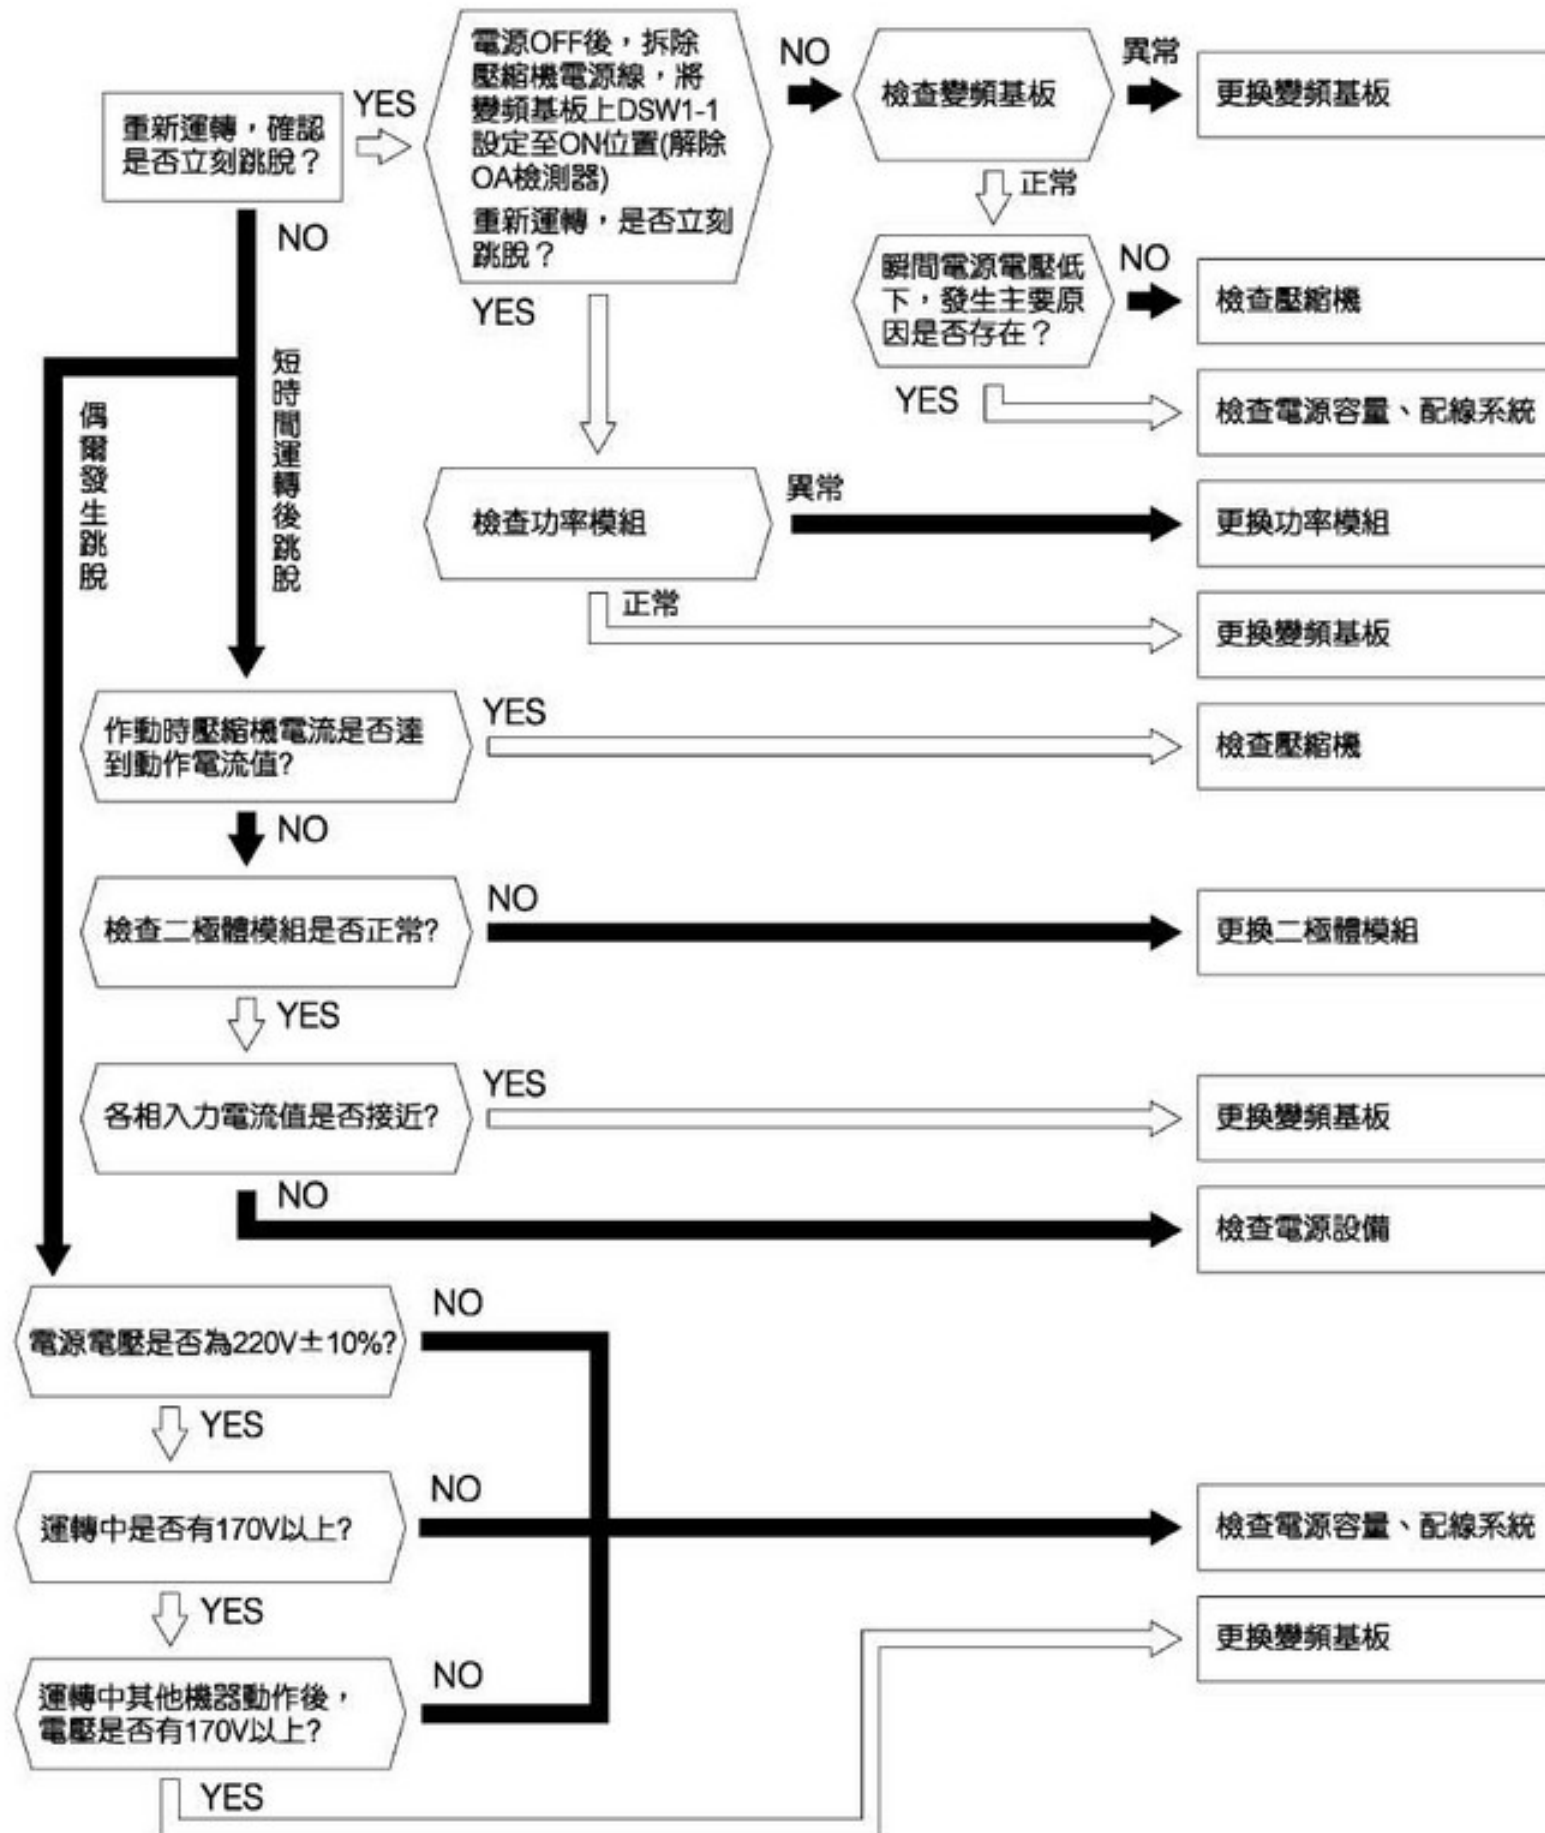 重新運轉，確認
是否立刻跳脫？
YES
電源OFF後，拆除
壓縮機電源線，將
變頻基板上DSW1-1
設定至ON位置(解除
OA檢測器)
重新運轉，是否立刻
跳脫？
NO
檢查變頻基板
異常
更換變頻基板
正常
瞬間電源電壓低
下，發生主要原
因是否存在？
NO
檢查壓縮機
YES
檢查電源容量、配線系統
YES
檢查功率模組
異常
更換功率模組
正常
更換變頻基板
NO
短時間運轉後跳脫
偶爾發生跳脫
作動時壓縮機電流是否達
到動作電流值?
YES
檢查壓縮機
NO
檢查二極體模組是否正常?
NO
更換二極體模組
YES
各相入力電流值是否接近?
YES
更換變頻基板
NO
檢查電源設備
電源電壓是否為220V±10%?
NO
YES
運轉中是否有170V以上?
NO
檢查電源容量、配線系統
YES
運轉中其他機器動作後，
電壓是否有170V以上?
NO
YES
更換變頻基板